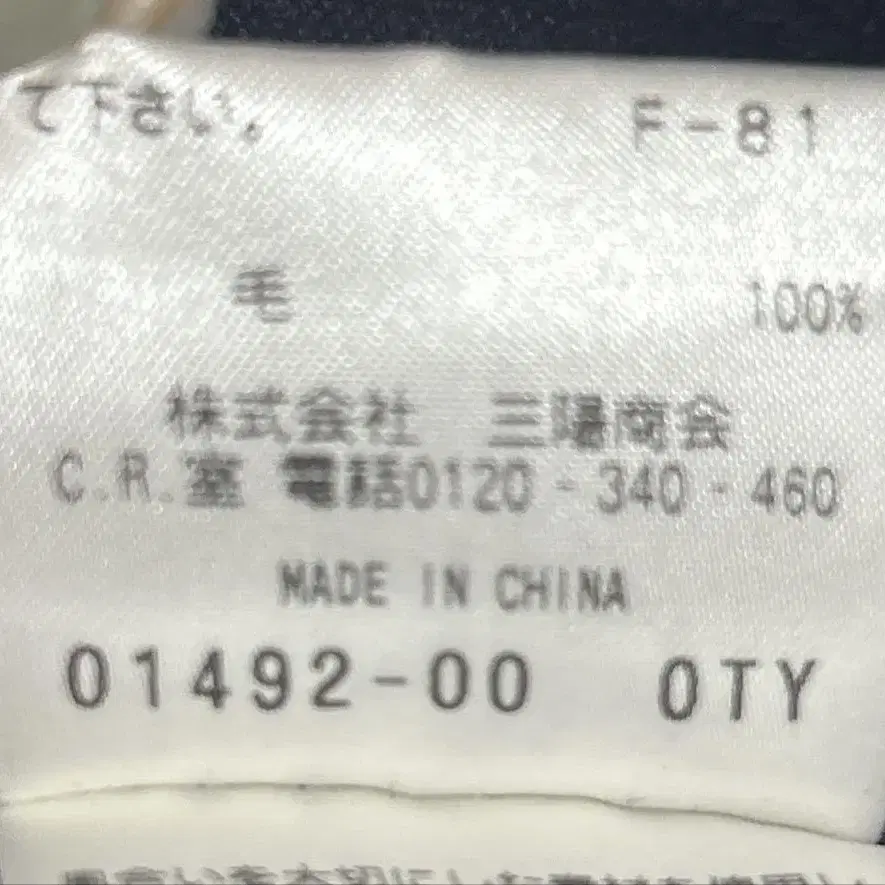 て下さい。 F-81
毛 100%
株式会社 三陽商会
C.R.室 電話0120-340-460
MADE IN CHINA
01492-00 0TY